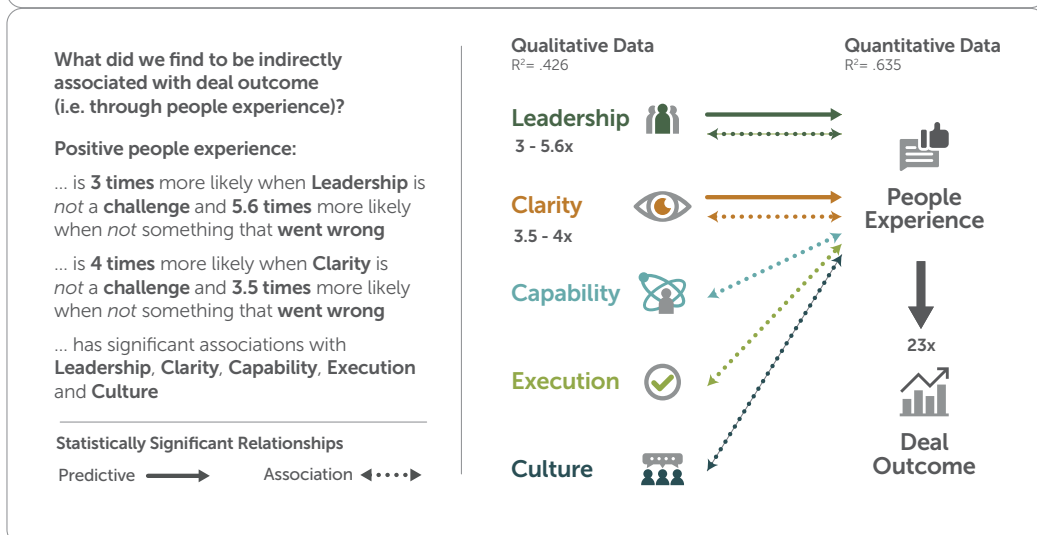 What did we find to be indirectly
associated with deal outcome
(i.e. through people experience)?
Positive people experience:
... is 3 times more likely when Leadership is
not a challenge and 5.6 times more likely
when not something that went wrong
... is 4 times more likely when Clarity is
not a challenge and 3.5 times more likely
when not something that went wrong
... has significant associations with
Leadership, Clarity, Capability, Execution
and Culture
Statistically Significant Relationships
Predictive
Association
Qualitative Data
R²= .426
Quantitative Data
R²= .635
Leadership
3 - 5.6x
Clarity
3.5 - 4x
Capability
Execution
Culture
People
Experience
23x
Deal
Outcome